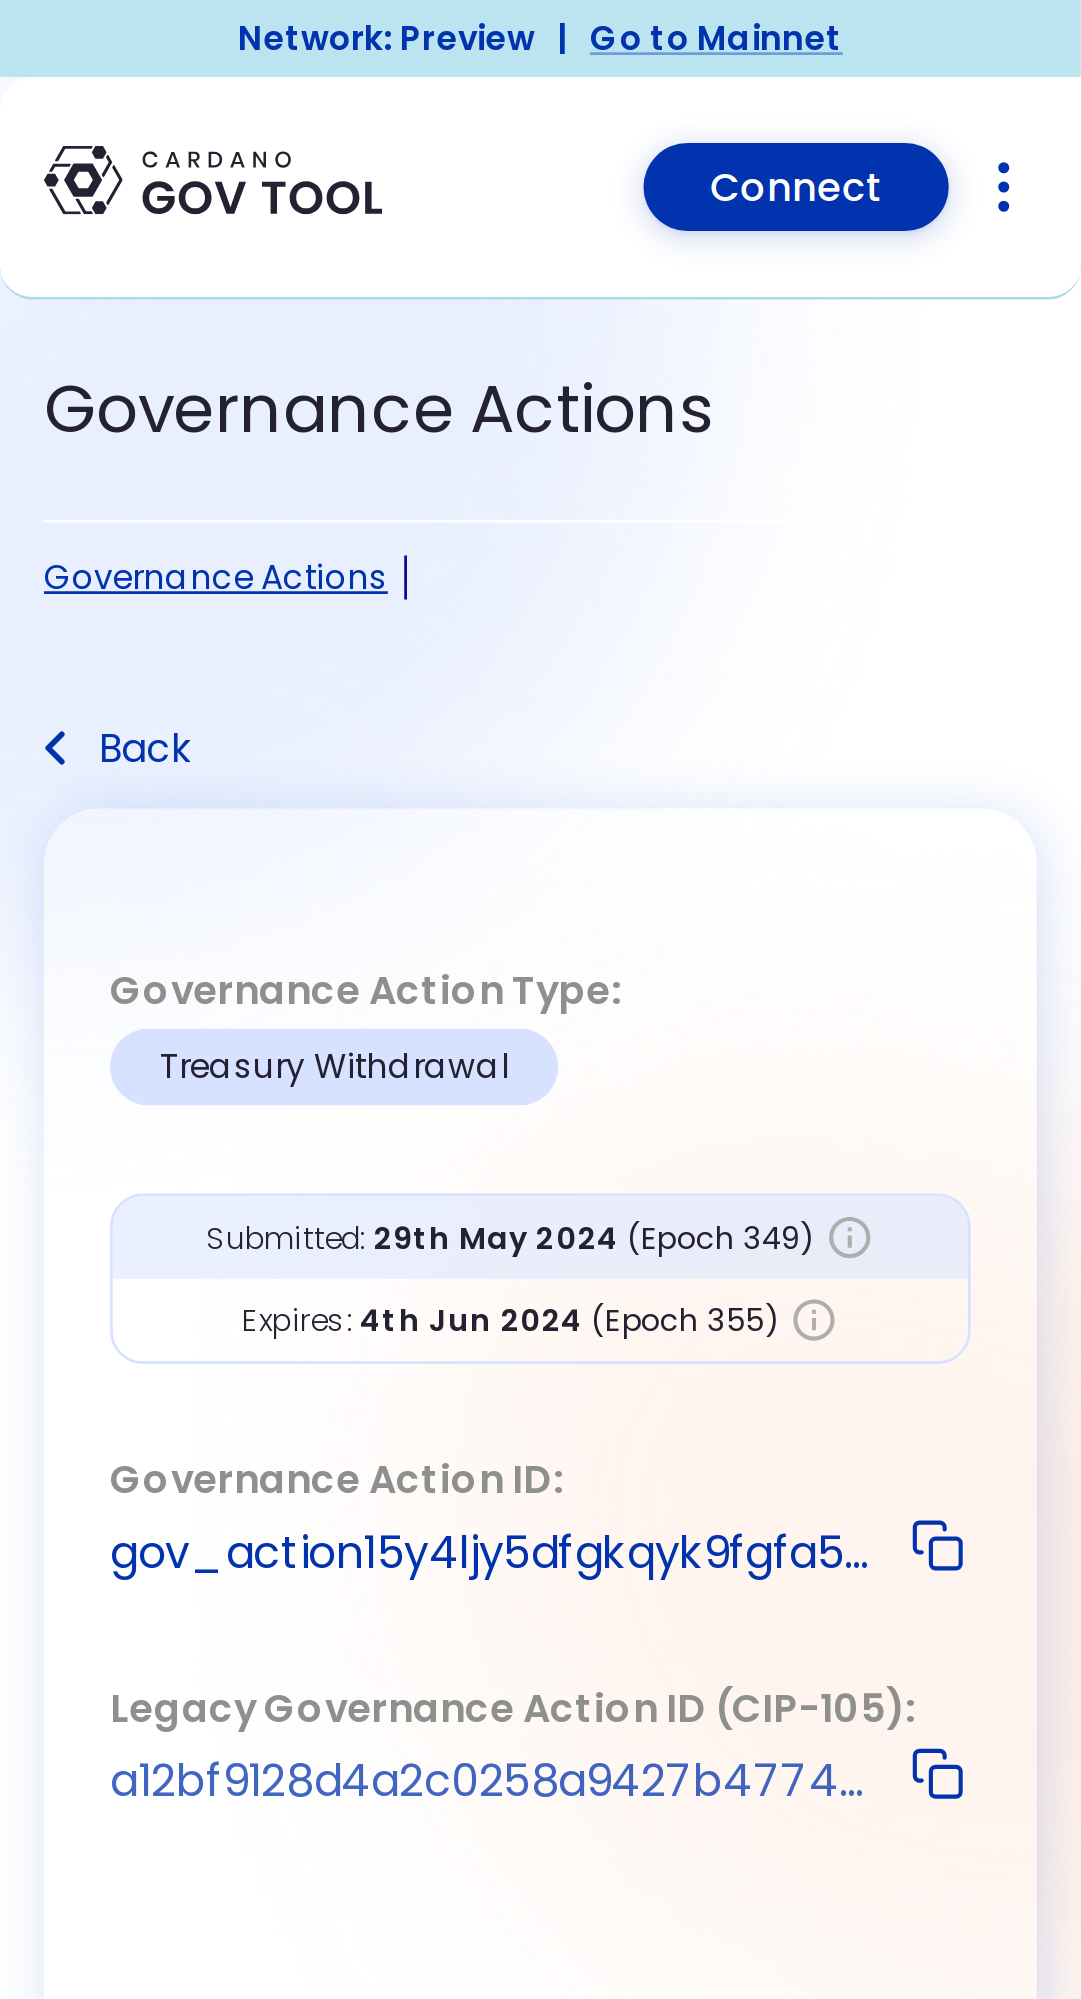 Network: Preview | Go to Mainnet
CARDANO
GOV TOOL
Connect
Governance Actions
Governance Actions |
Back
Governance Action Type:
Treasury Withdrawal
Submitted: 29th May 2024 (Epoch 349)
Expires: 4th Jun 2024 (Epoch 355)
Governance Action ID:
gov_action15y4ljy5dfgkqyk9fgfa5...
Legacy Governance Action ID (CIP-105):
a12bf9128d4a2c0258a9427b4774...